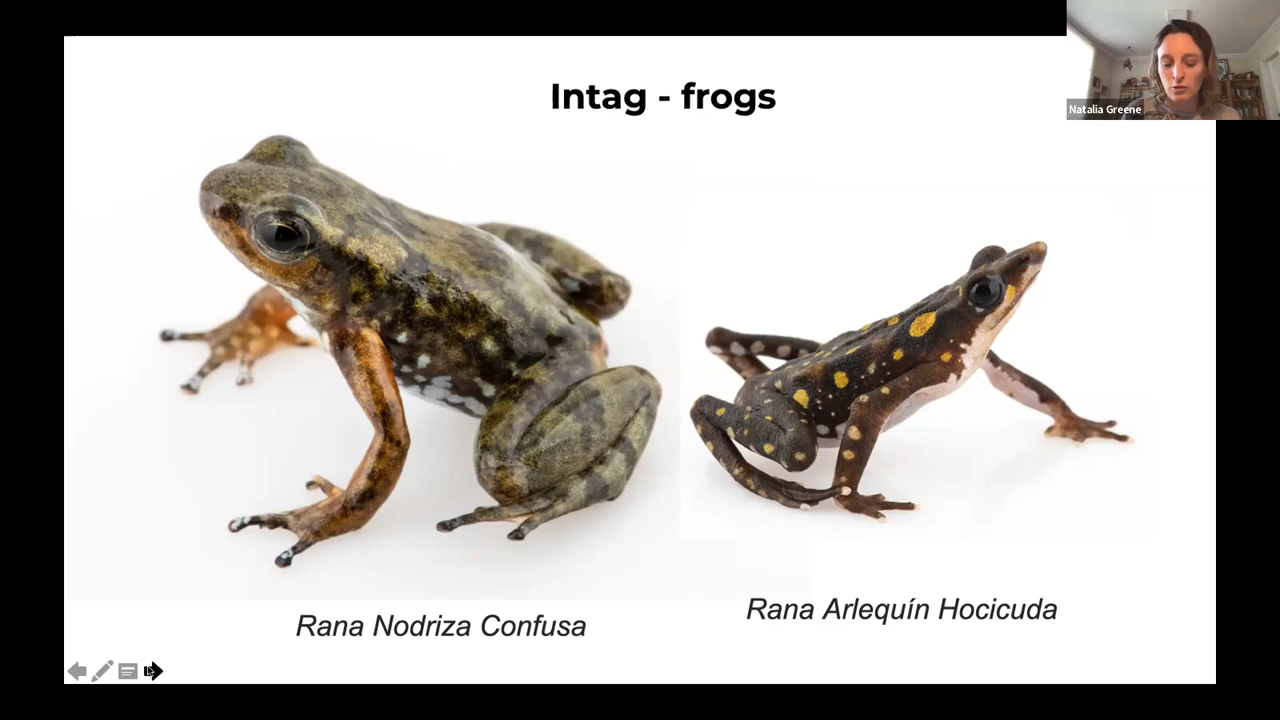 Intag - frogs
Natalia Greene
Rana Nodriza Confusa
Rana Arlequín Hocicuda